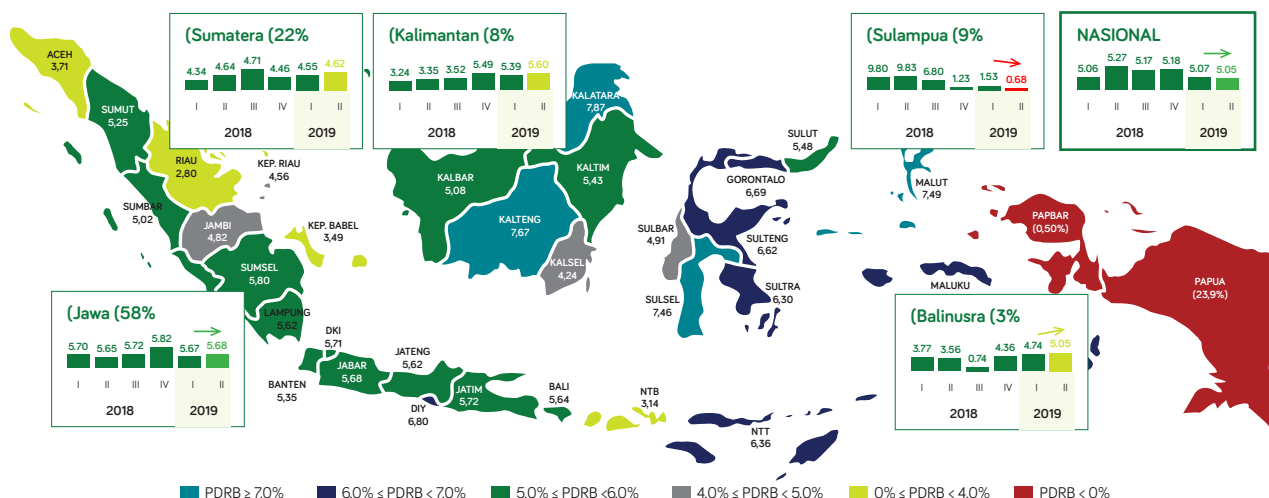 (Sumatera (22%
4.34 4.64 4.71 4.46 4.55 4.62
I II III IV I II
2018 2019
(Kalimantan (8%
3.24 3.35 3.52 5.49 5.39 5.60
I II III IV I II
2018 2019
(Sulampua (9%
9.80 9.83 6.80 1.23 1.53 0.68
I II III IV I II
2018 2019
NASIONAL
5.06 5.27 5.17 5.18 5.07 5.05
I II III IV I II
2018 2019
ACEH
3,71
SUMUT
5,25
RIAU
2,80
KEP. RIAU
4,56
SUMBAR
5,02
JAMBI
4,82
KEP. BABEL
3,49
SUMSEL
5,80
LAMPUNG
5,62
KALATARA
7,87
KALBAR
5,08
KALTIM
5,43
KALTENG
7,67
KALSEL
4,24
SULUT
5,48
GORONTALO
6,69
SULBAR
4,91
SULTENG
6,62
SULSEL
7,46
SULTRA
6,30
MALUT
7,49
MALUKU
PAPBAR
(0,50%)
PAPUA
(23,9%)
(Jawa (58%
5.70 5.65 5.72 5.82 5.67 5.68
I II III IV I II
2018 2019
(Balinusra (3%
3.77 3.56 0.74 4.36 4.74 5.05
I II III IV I II
2018 2019
DKI
5,71
BANTEN
5,35
JABAR
5,68
JATENG
5,62
DIY
6,80
JATIM
5,72
BALI
5,64
NTB
3,14
NTT
6,36
PDRB ≥ 7.0% 6.0% ≤ PDRB < 7.0% 5.0% ≤ PDRB <6.0% 4.0% ≤ PDRB < 5.0% 0% ≤ PDRB < 4.0% PDRB < 0%